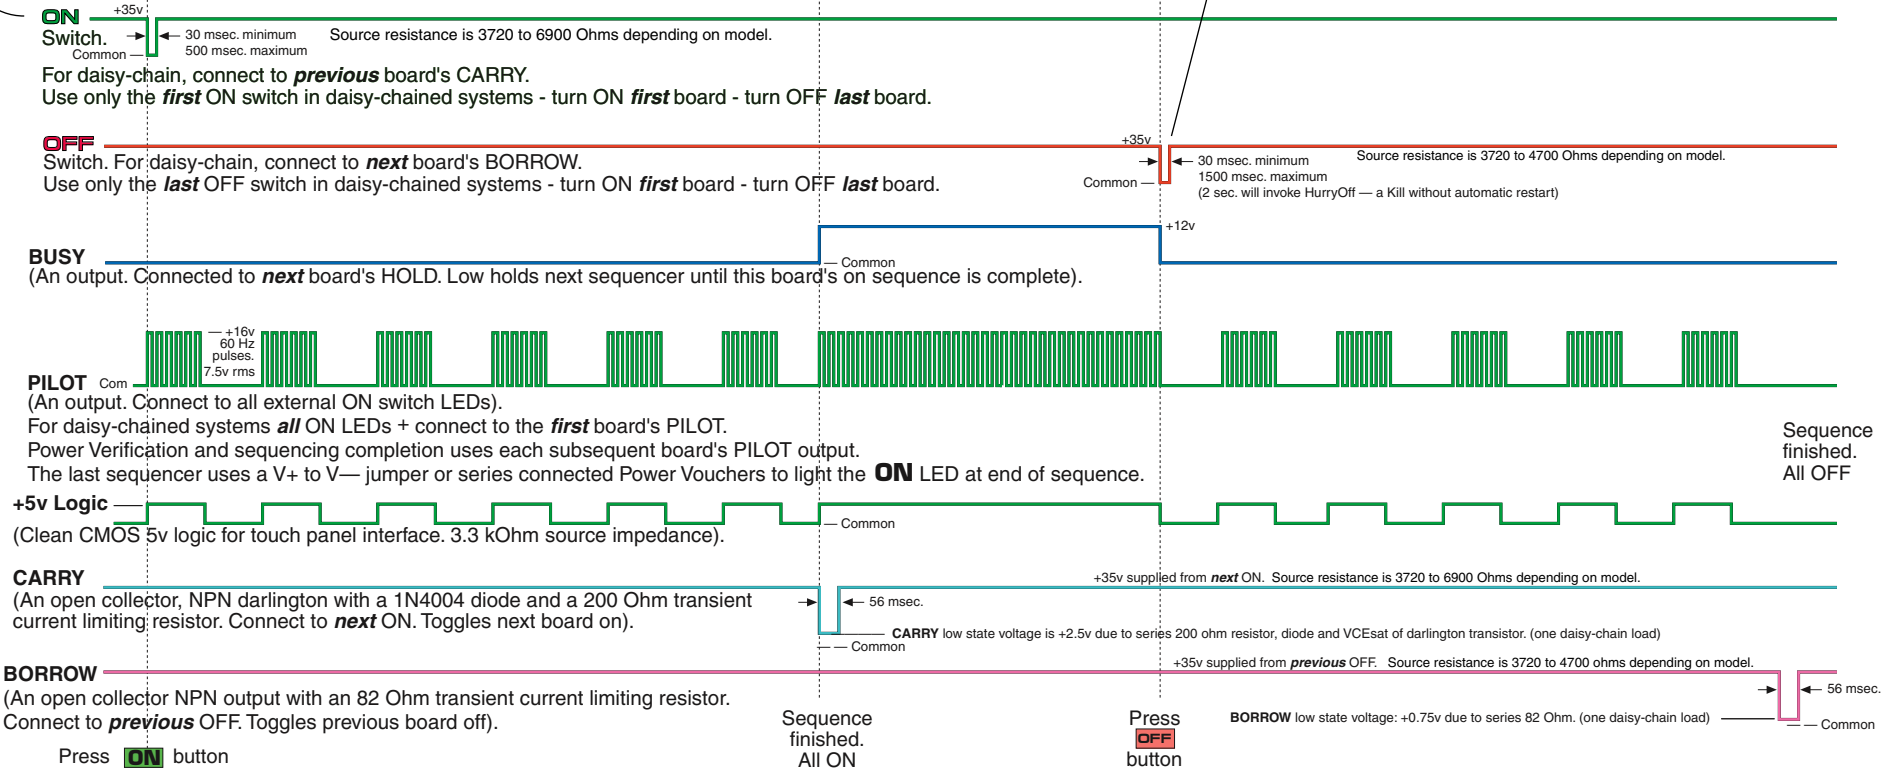 ON
+35v
Switch.
30 msec. minimum
500 msec. maximum
Source resistance is 3720 to 6900 Ohms depending on model.
Common
For daisy-chain, connect to previous board's CARRY.
Use only the first ON switch in daisy-chained systems - turn ON first board - turn OFF last board.
OFF
+35v
Switch. For daisy-chain, connect to next board's BORROW.
Use only the last OFF switch in daisy-chained systems - turn ON first board - turn OFF last board.
Common
30 msec. minimum
1500 msec. maximum
(2 sec. will invoke HurryOff — a Kill without automatic restart)
Source resistance is 3720 to 4700 Ohms depending on model.
+12v
BUSY
Common
(An output. Connected to next board's HOLD. Low holds next sequencer until this board's on sequence is complete).
+16v
60 Hz
pulses.
7.5v rms
PILOT
Com
(An output. Connect to all external ON switch LEDs).
For daisy-chained systems all ON LEDs + connect to the first board's PILOT.
Power Verification and sequencing completion uses each subsequent board's PILOT output.
The last sequencer uses a V+ to V— jumper or series connected Power Vouchers to light the ON LED at end of sequence.
Sequence
finished.
All OFF
+5v Logic
Common
(Clean CMOS 5v logic for touch panel interface. 3.3 kOhm source impedance).
CARRY
+35v supplied from next ON. Source resistance is 3720 to 6900 Ohms depending on model.
(An open collector, NPN darlington with a 1N4004 diode and a 200 Ohm transient
current limiting resistor. Connect to next ON. Toggles next board on).
56 msec.
CARRY low state voltage is +2.5v due to series 200 ohm resistor, diode and VCEsat of darlington transistor. (one daisy-chain load)
Common
BORROW
+35v supplied from previous OFF. Source resistance is 3720 to 4700 ohms depending on model.
(An open collector NPN output with an 82 Ohm transient current limiting resistor.
Connect to previous OFF. Toggles previous board off).
56 msec.
BORROW low state voltage: +0.75v due to series 82 Ohm. (one daisy-chain load)
Common
Press ON button
Sequence
finished.
All ON
Press
OFF
button